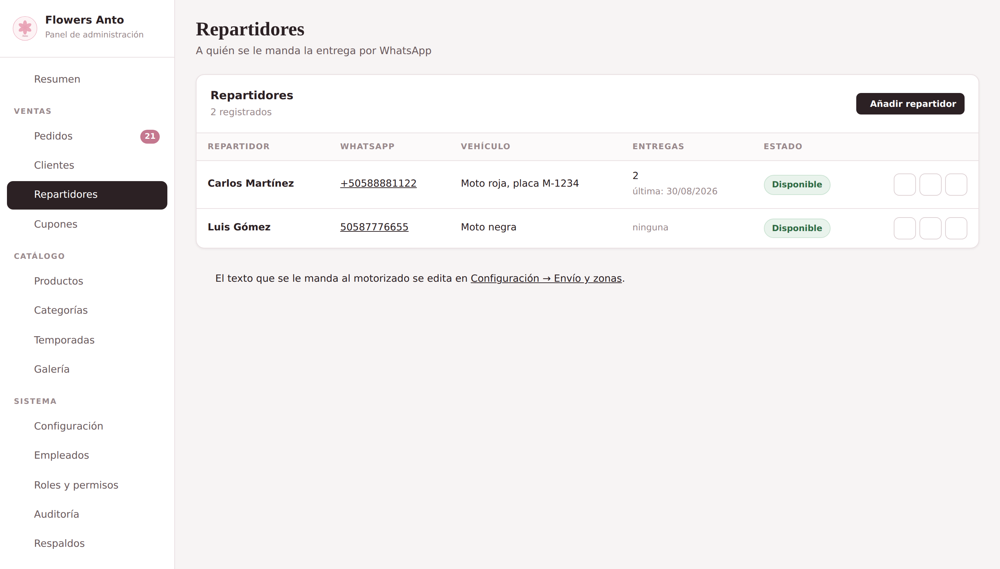 Flowers Anto
Panel de administración
Anto
Resumen
VENTAS
Pedidos 21
Clientes
Repartidores
Cupones
CATÁLOGO
Productos
Categorías
Temporadas
Galería
SISTEMA
Configuración
Empleados
Roles y permisos
Auditoría
Respaldos
Repartidores
A quién se le manda la entrega por WhatsApp
Repartidores
2 registrados
Añadir repartidor
REPARTIDOR WHATSAPP VEHÍCULO ENTREGAS ESTADO
Carlos Martínez +50588881122 Moto roja, placa M-1234 2 Disponible
última: 30/08/2026
Luis Gómez 50587776655 Moto negra ninguna Disponible
El texto que se le manda al motorizado se edita en Configuración → Envío y zonas.